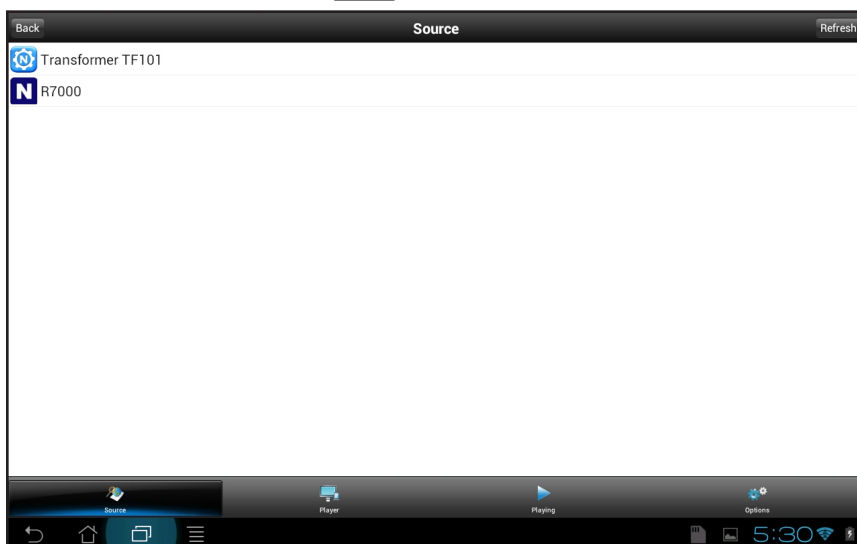 Back
Source
Refresh
N Transformer TF101
N R7000
Source
Player
Playing
Options
5:30